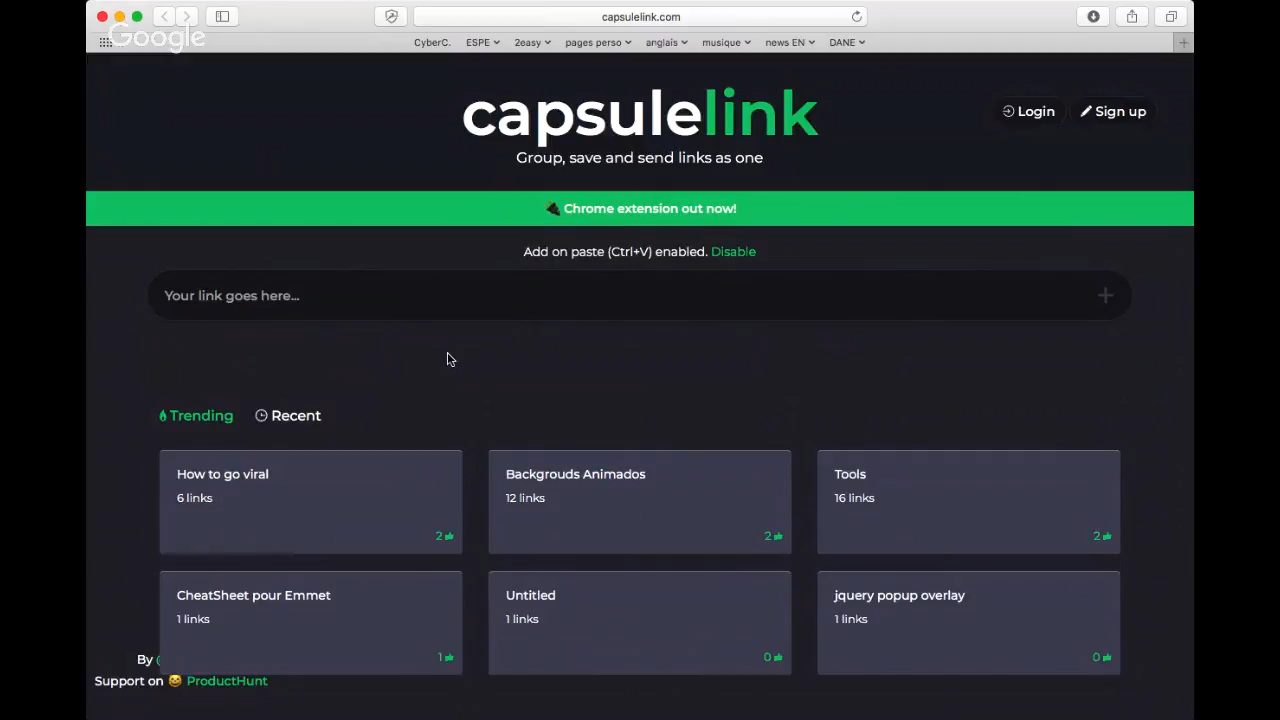 capsulelink.com
Google
CyberC. ESPE 2easy pages perso anglais musique news EN DANE
capsulelink
Login Sign up
Group, save and send links as one
Chrome extension out now!
Add on paste (Ctrl+V) enabled. Disable
Your link goes here...
Trending Recent
How to go viral
6 links
2
Backgrouds Animados
12 links
2
Tools
16 links
2
CheatSheet pour Emmet
1 links
1
Untitled
1 links
0
jquery popup overlay
1 links
0
By
Support on ProductHunt